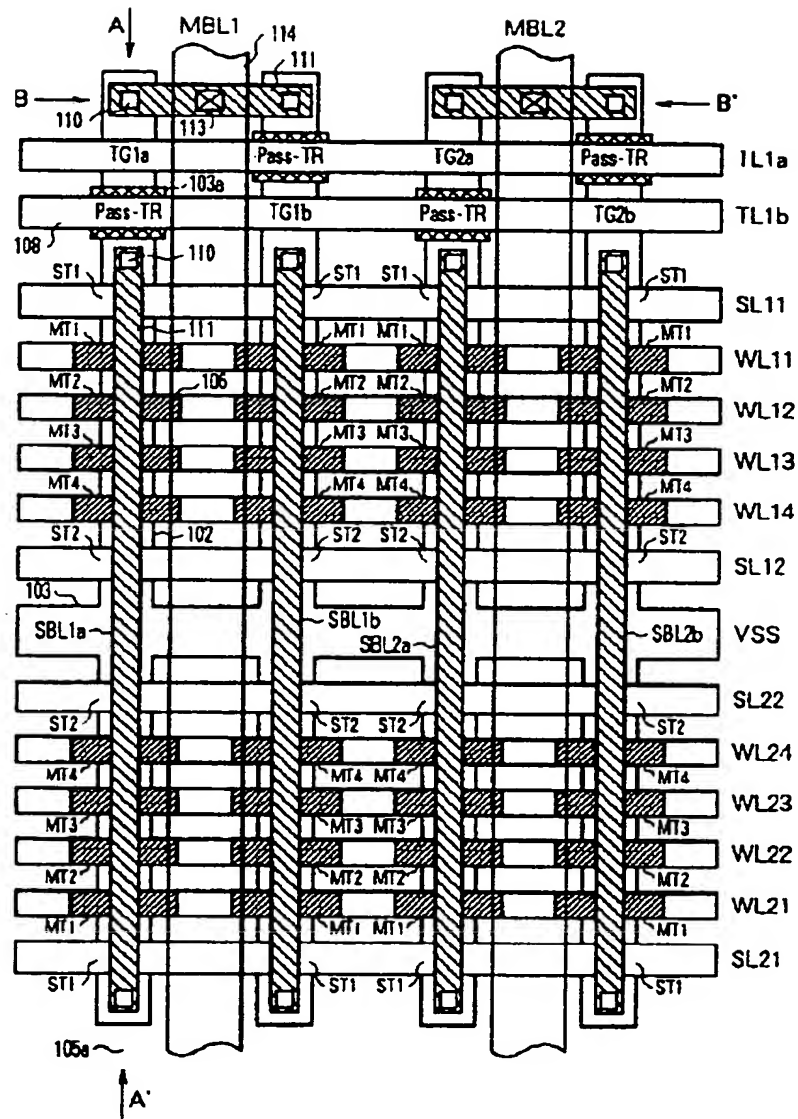 A MBL1 114 MBL2
111
B B'
110 113
TG1a Pass-TR TG2a Pass-TR TL1a
103a
Pass-TR TG1b Pass-TR TG2b TL1b
108 110
ST1 ST1 ST1 ST1
SL11
111
MT1 MT1 MT1 MT1
WL11
MT2 106 MT2 MT2 MT2
WL12
MT3 MT3 MT3 MT3
WL13
MT4 MT4 MT4 MT4
WL14
ST2 102 ST2 ST2 ST2
SL12
103
SBL1a SBL1b SBL2a SBL2b VSS
SL22
ST2 ST2 ST2 ST2
WL24
MT4 MT4 MT4 MT4
WL23
MT3 MT3 MT3 MT3
WL22
MT2 MT2 MT2 MT2
WL21
MT1 MT1 MT1 MT1
SL21
ST1 ST1 ST1 ST1
105a
A'